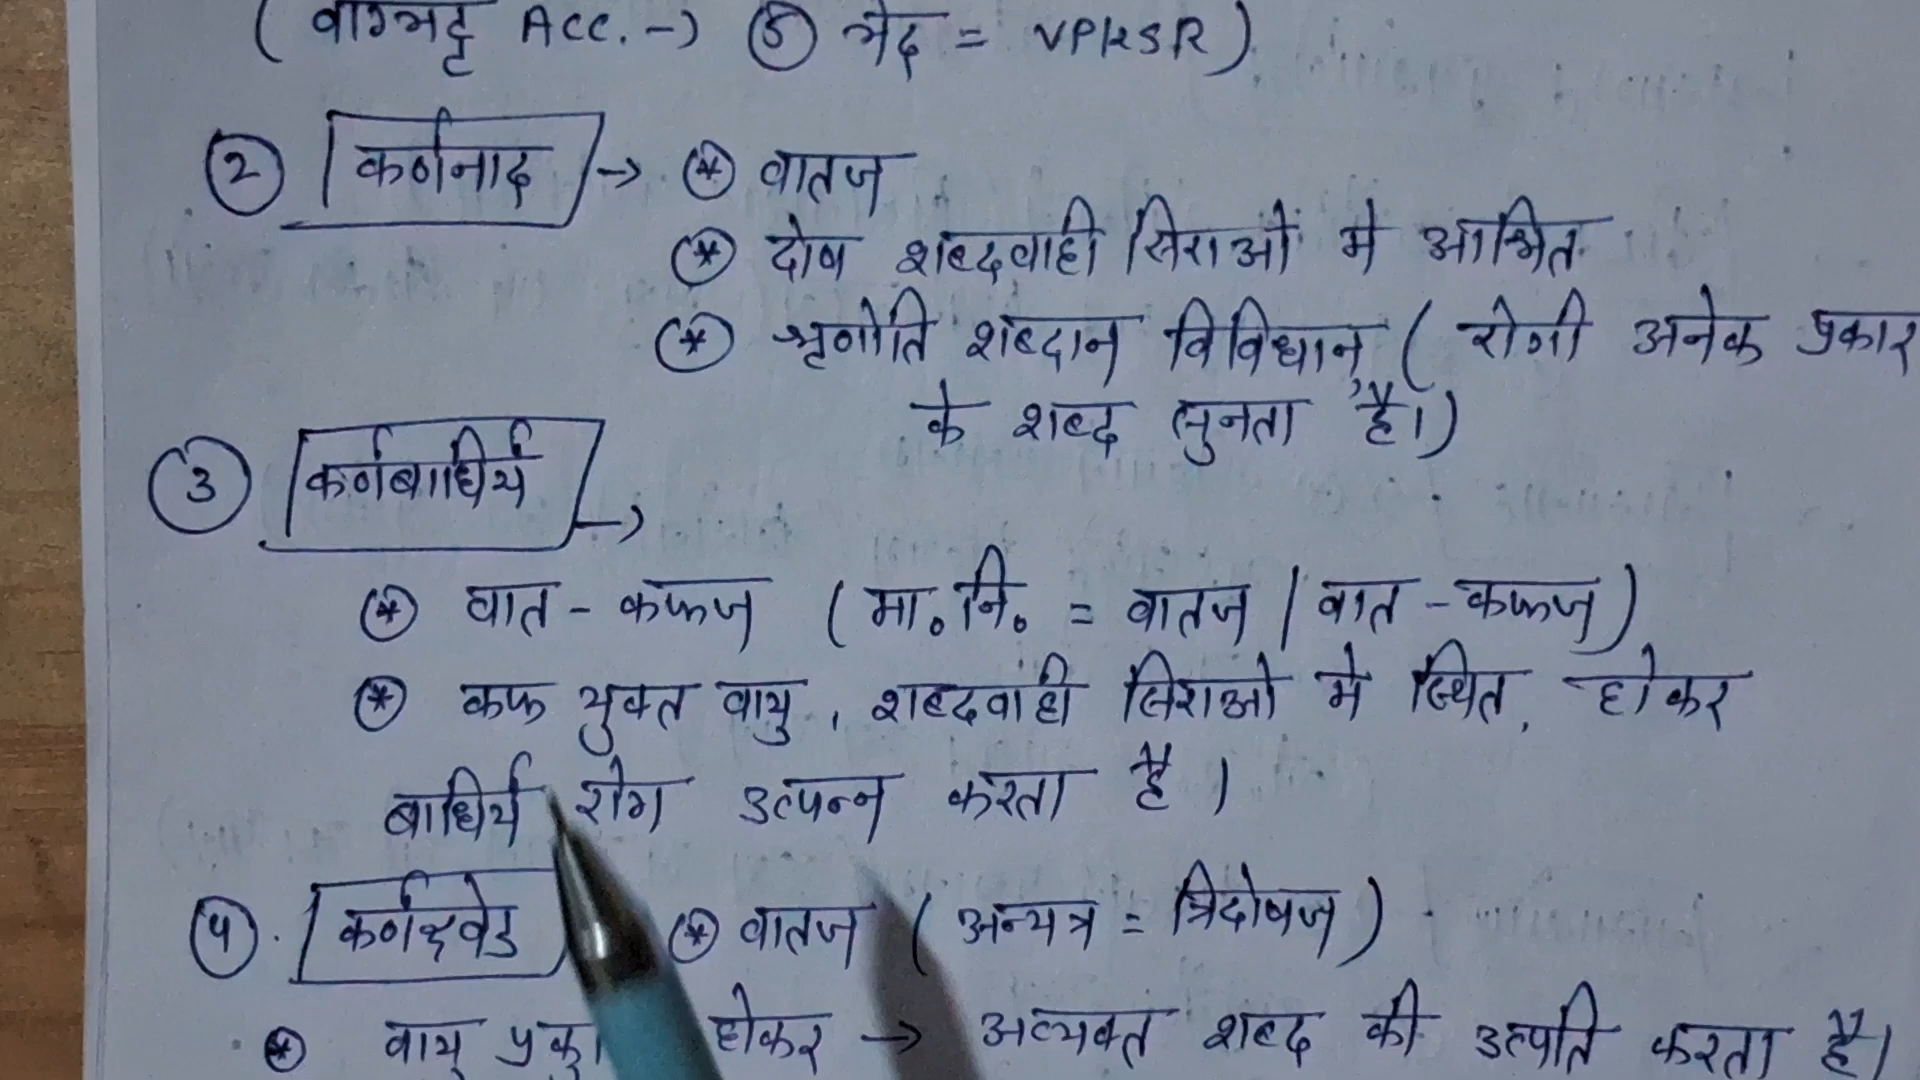 ( वाग्भट्ट Acc. -> ⑤ भेद = VPKSR )
② कर्णनाद -> * वातज
* दोष शब्दवाही सिराओं में आश्रित
* श्रृणोति शब्दान विविधान् ( रोगी अनेक प्रकार
के शब्द सुनता है। )
③ कर्णबाधिर्य ->
* वात - कफज ( मा. नि. = वातज / वात - कफज )
* कफ युक्त वायु, शब्दवाही सिराओ मे स्थित, होकर
बाधिर्य रोग उत्पन्न करता है।
④ कर्णक्ष्वेड * वातज ( अन्यत्र = त्रिदोषज )
* वायु होकर -> अव्यक्त शब्द की उत्पति करता है।